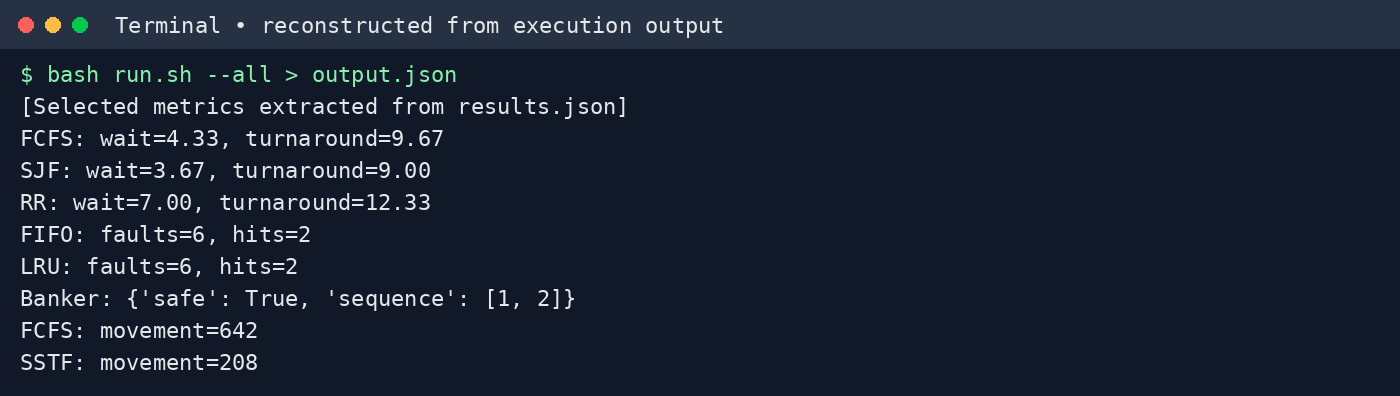 Terminal • reconstructed from execution output
$ bash run.sh --all > output.json
[Selected metrics extracted from results.json]
FCFS: wait=4.33, turnaround=9.67
SJF: wait=3.67, turnaround=9.00
RR: wait=7.00, turnaround=12.33
FIFO: faults=6, hits=2
LRU: faults=6, hits=2
Banker: {'safe': True, 'sequence': [1, 2]}
FCFS: movement=642
SSTF: movement=208